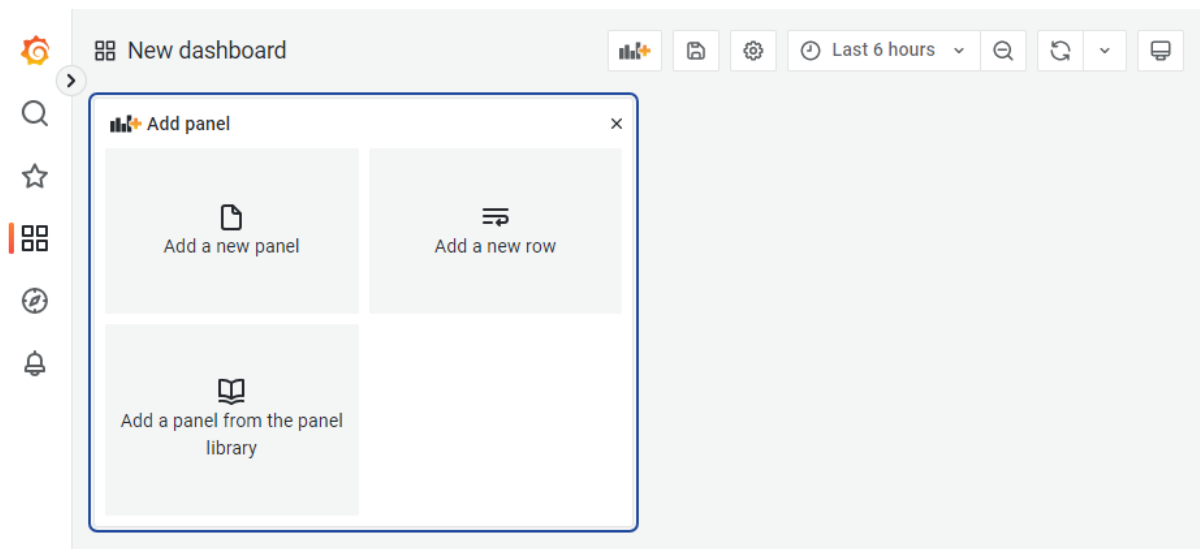 New dashboard
Last 6 hours
Add panel
Add a new panel
Add a new row
Add a panel from the panel
library